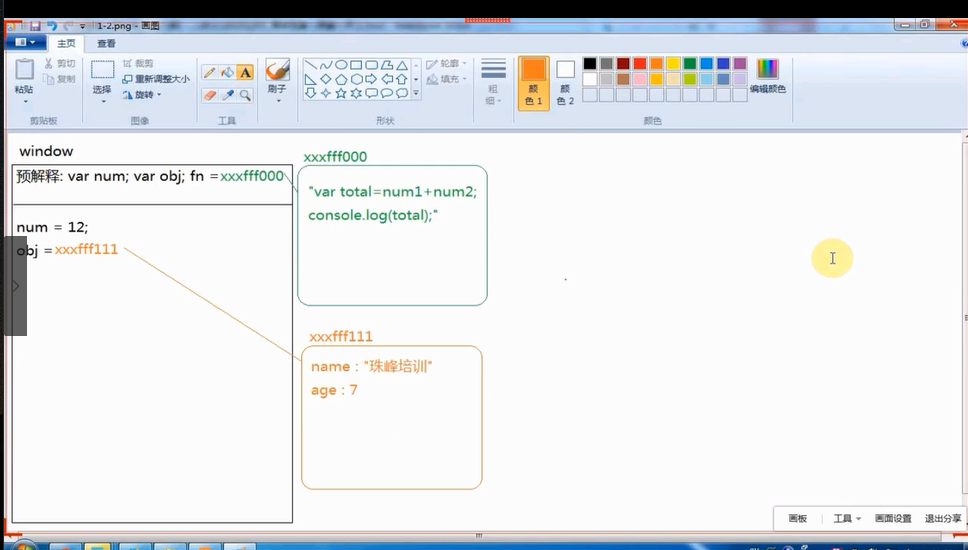 1-2.png - 画图
主页 查看
粘贴
剪切
复制
剪贴板
选择
裁剪
重新调整大小
旋转
图像
A
工具
刷子
轮廓
填充
形状
粗
细
颜
色 1
颜
色 2
编辑颜色
颜色
window
预解释: var num; var obj; fn =xxxfff000
num = 12;
obj =xxxfff111
xxxfff000
"var total=num1+num2;
console.log(total);"
xxxfff111
name : "珠峰培训"
age : 7
画板 工具 画面设置 退出分享